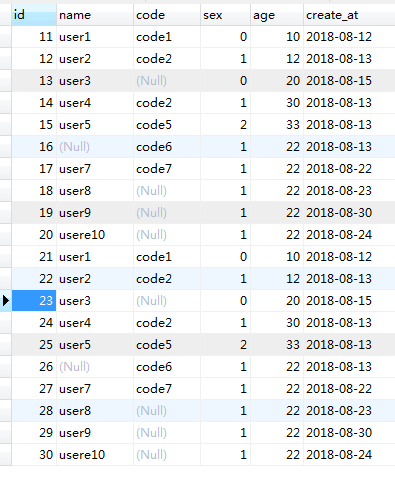 id name code sex age create_at
11 user1 code1 0 10 2018-08-12
12 user2 code2 1 12 2018-08-13
13 user3 (Null) 0 20 2018-08-15
14 user4 code2 1 30 2018-08-13
15 user5 code5 2 33 2018-08-13
16 (Null) code6 1 22 2018-08-13
17 user7 code7 1 22 2018-08-22
18 user8 (Null) 1 22 2018-08-23
19 user9 (Null) 1 22 2018-08-30
20 usere10 (Null) 1 22 2018-08-24
21 user1 code1 0 10 2018-08-12
22 user2 code2 1 12 2018-08-13
23 user3 (Null) 0 20 2018-08-15
24 user4 code2 1 30 2018-08-13
25 user5 code5 2 33 2018-08-13
26 (Null) code6 1 22 2018-08-13
27 user7 code7 1 22 2018-08-22
28 user8 (Null) 1 22 2018-08-23
29 user9 (Null) 1 22 2018-08-30
30 usere10 (Null) 1 22 2018-08-24